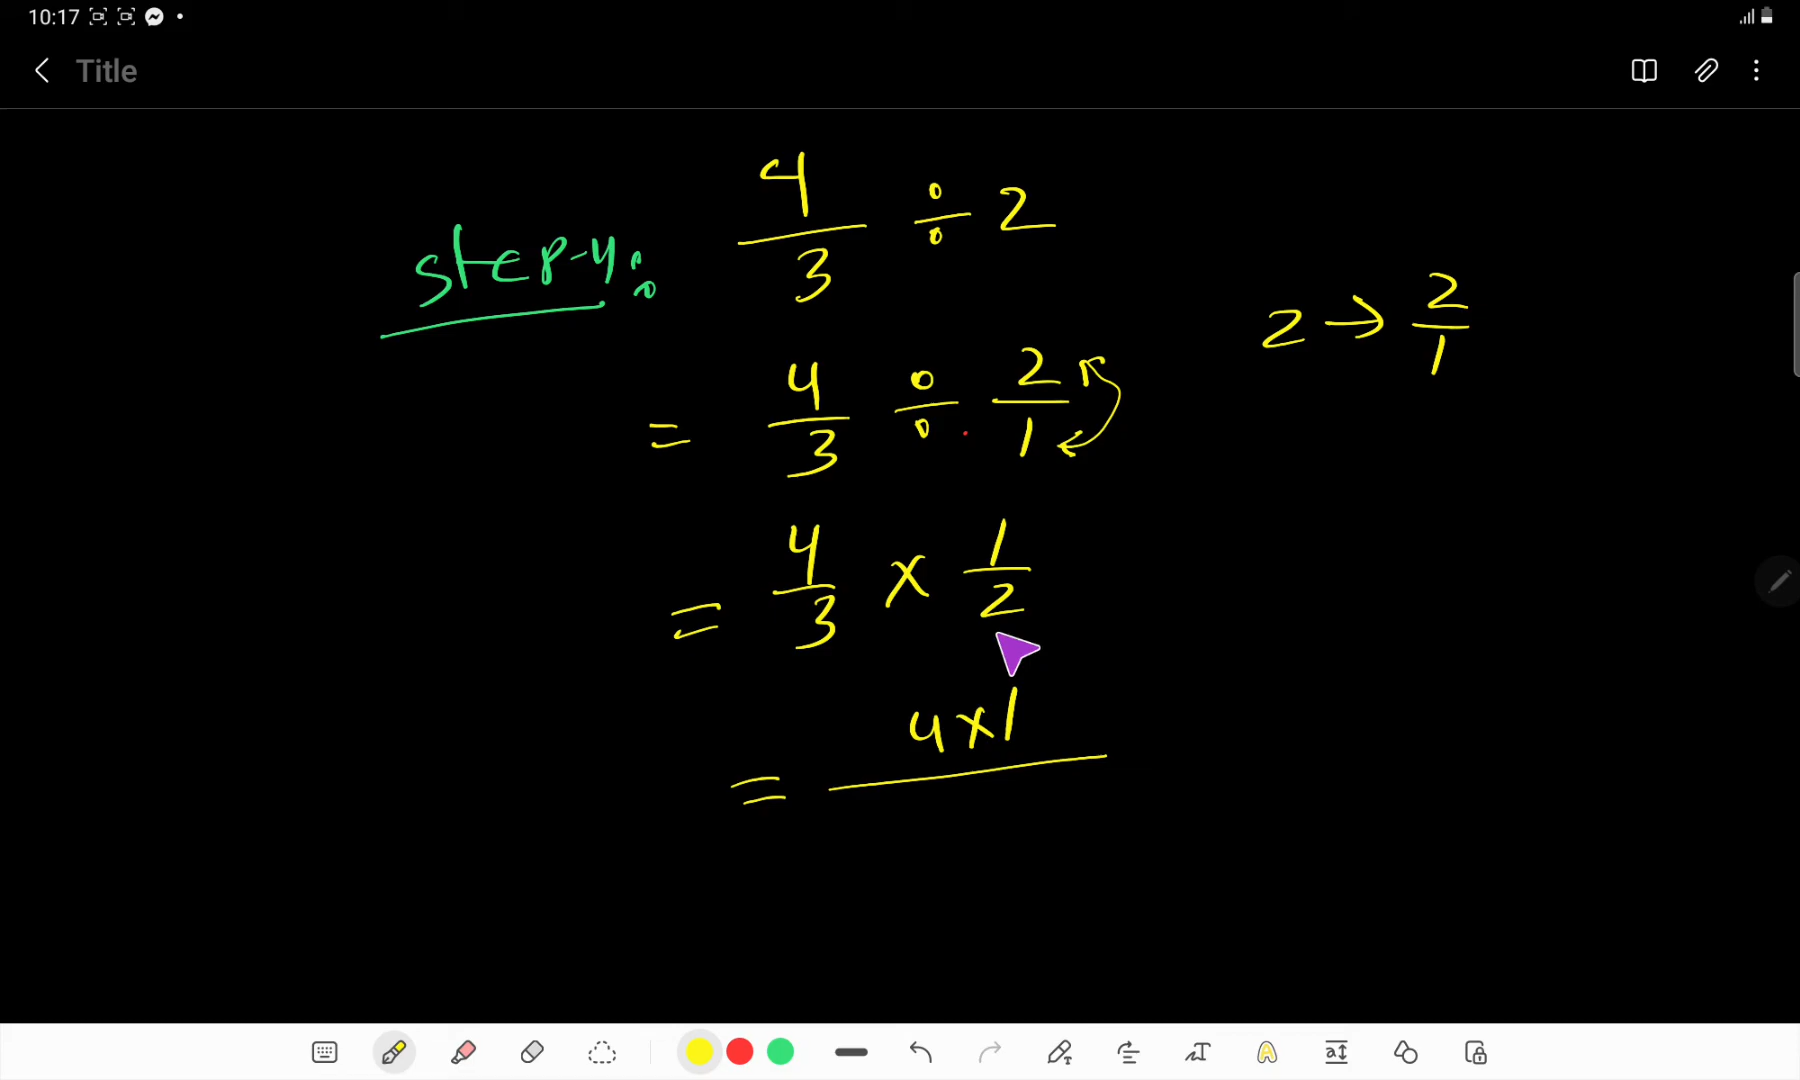 10:17
Title
4/3 ÷ 2
step-4:
2 → 2/1
= 4/3 ÷ 2/1
= 4/3 × 1/2
= 4×1